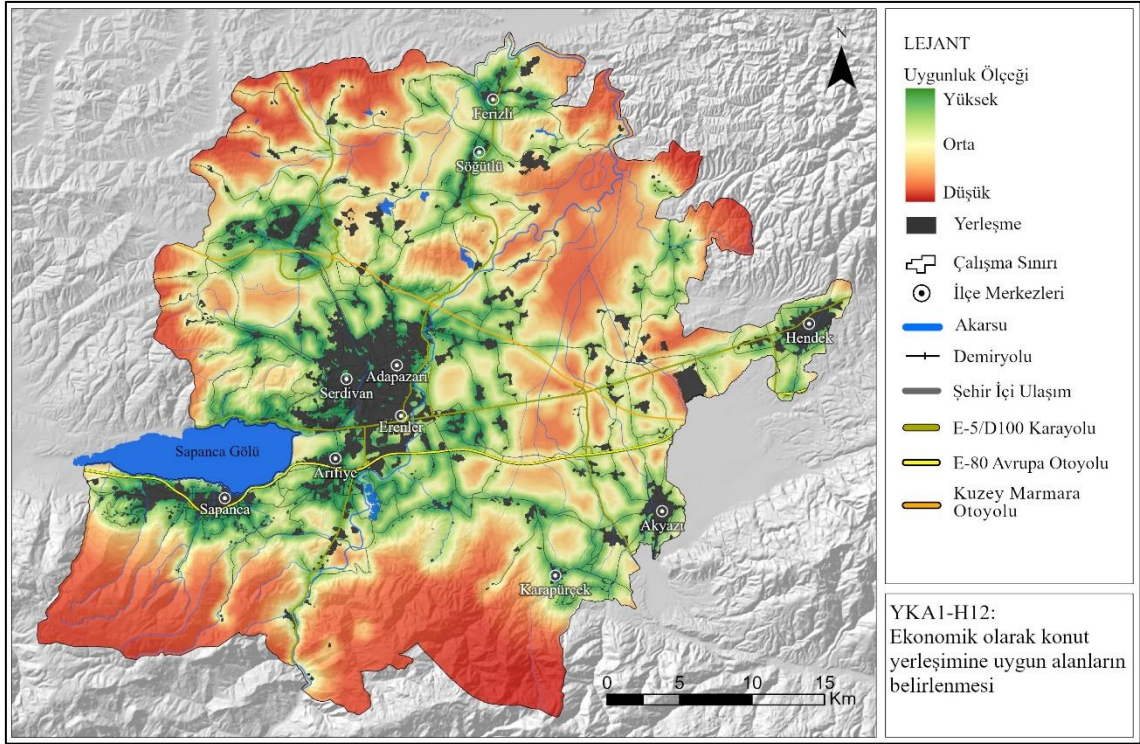 N
Ferizli
Söğütlü
Hendek
Adapazarı
Serdivan
Erenler
Sapanca Gölü
Arifiye
Sapanca
Akyazı
Karapürçek
0 5 10 15
Km
LEJANT
Uygunluk Ölçeği
Yüksek
Orta
Düşük
Yerleşme
Çalışma Sınırı
İlçe Merkezleri
Akarsu
Demiryolu
Şehir İçi Ulaşım
E-5/D100 Karayolu
E-80 Avrupa Otoyolu
Kuzey Marmara
Otoyolu
YKA1-H12:
Ekonomik olarak konut
yerleşimine uygun alanların
belirlenmesi